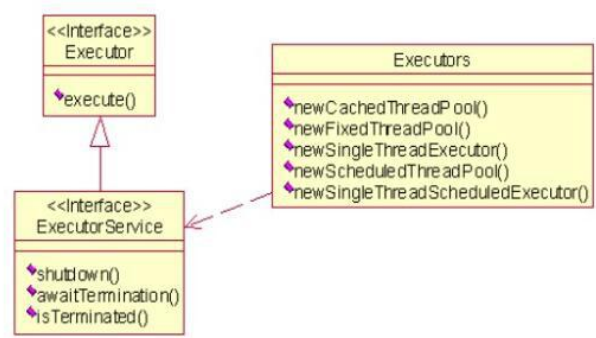 <<Interface>>
Executor
execute()
Executors
newCachedThreadPool()
newFixedThreadPool()
newSingleThreadExecutor()
newScheduledThreadPool()
newSingleThreadScheduledExecutor()
<<Interface>>
ExecutorService
shutdown()
awaitTermination()
isTerminated()